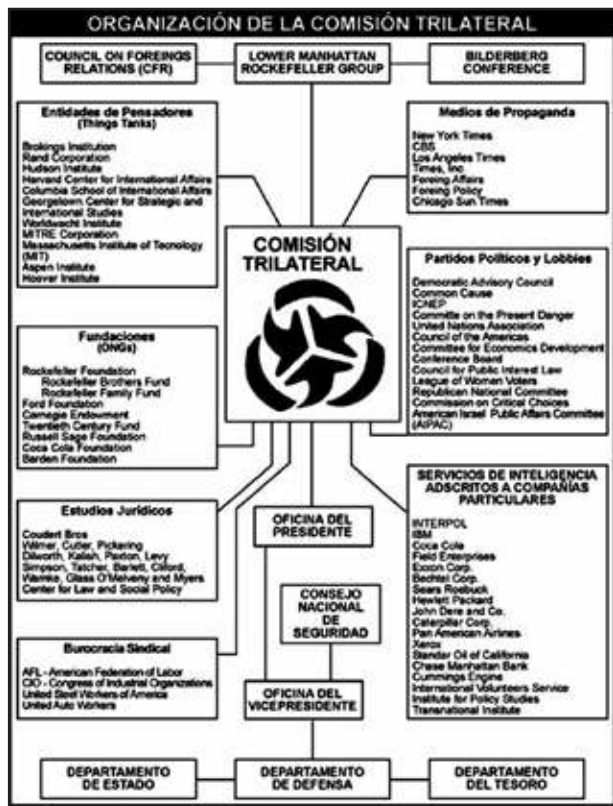 ORGANIZACIÓN DE LA COMISIÓN TRILATERAL
COUNCIL ON FOREINGS
RELATIONS (CFR)
LOWER MANHATTAN
ROCKEFELLER GROUP
BILDERBERG
CONFERENCE
Entidades de Pensadores
(Things Tanks)
Brokings Institution
Rand Corporation
Hudson Institute
Harvard Center for International Affairs
Columbia School of International Affairs
Georgetown Center for Strategic and
International Studies
Worldwacht Institute
MITRE Corporation
Massachusetts Institute of Tecnology
(MIT)
Aspen Institute
Hoover Institute
Medios de Propaganda
New York Times
CBS
Los Angeles Times
Times, Inc.
Foreing Affairs
Foreing Policy
Chicago Sun Times
COMISIÓN
TRILATERAL
Partidos Políticos y Lobbies
Democratic Advisory Council
Common Cause
ICNEP
Committe on the Present Danger
United Nations Association
Council of the Americas
Committee for Economics Development
Conference Board
Council for Public Interest Law
League of Women Voters
Republican National Committee
Commission on Critical Choices
American Israel Public Affairs Committee
(AIPAC)
Fundaciones
(ONGs)
Rockefeller Foundation
Rockefeller Brothers Fund
Rockefeller Family Fund
Ford Foundation
Carnegie Endowment
Twentieth Century Fund
Russell Sage Foundation
Coca Cola Foundation
Barden Foundation
Estudios Jurídicos
Coudert Bros
Wilmer, Cutler, Pickering
Dilworth, Kalish, Paxton, Levy
Simpson, Tatcher, Barlett, Cliford,
Warnke, Glass O'Melveny and Myers
Center for Law and Social Policy
OFICINA DEL
PRESIDENTE
SERVICIOS DE INTELIGENCIA
ADSCRITOS A COMPAÑÍAS
PARTICULARES
INTERPOL
IBM
Coca Cola
Field Enterprises
Exxon Corp.
Bechtel Corp.
Sears Roebuck
Hewlett Packard
John Dere and Co.
Caterpilar Corp.
Pan American Airlines
Xerox
Standar Oil of California
Chase Manhattan Bank
Cummings Engine
International Volunteers Service
Institute for Policy Studies
Transnational Institute
CONSEJO
NACIONAL
DE
SEGURIDAD
Burocracia Sindical
AFL - American Federation of Labor
CIO - Congress of Industrial Organizations
United Steel Workers of America
United Auto Workers
OFICINA DEL
VICEPRESIDENTE
DEPARTAMENTO
DE ESTADO
DEPARTAMENTO
DE DEFENSA
DEPARTAMENTO
DEL TESORO